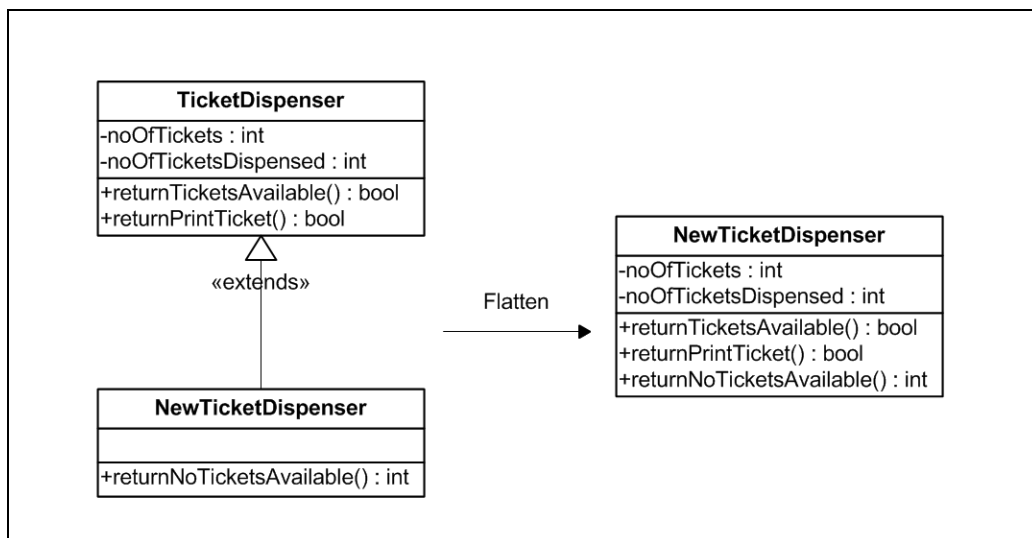 TicketDispenser
-noOfTickets : int
-noOfTicketsDispensed : int
+returnTicketsAvailable() : bool
+returnPrintTicket() : bool
«extends»
NewTicketDispenser
+returnNoTicketsAvailable() : int
Flatten
NewTicketDispenser
-noOfTickets : int
-noOfTicketsDispensed : int
+returnTicketsAvailable() : bool
+returnPrintTicket() : bool
+returnNoTicketsAvailable() : int